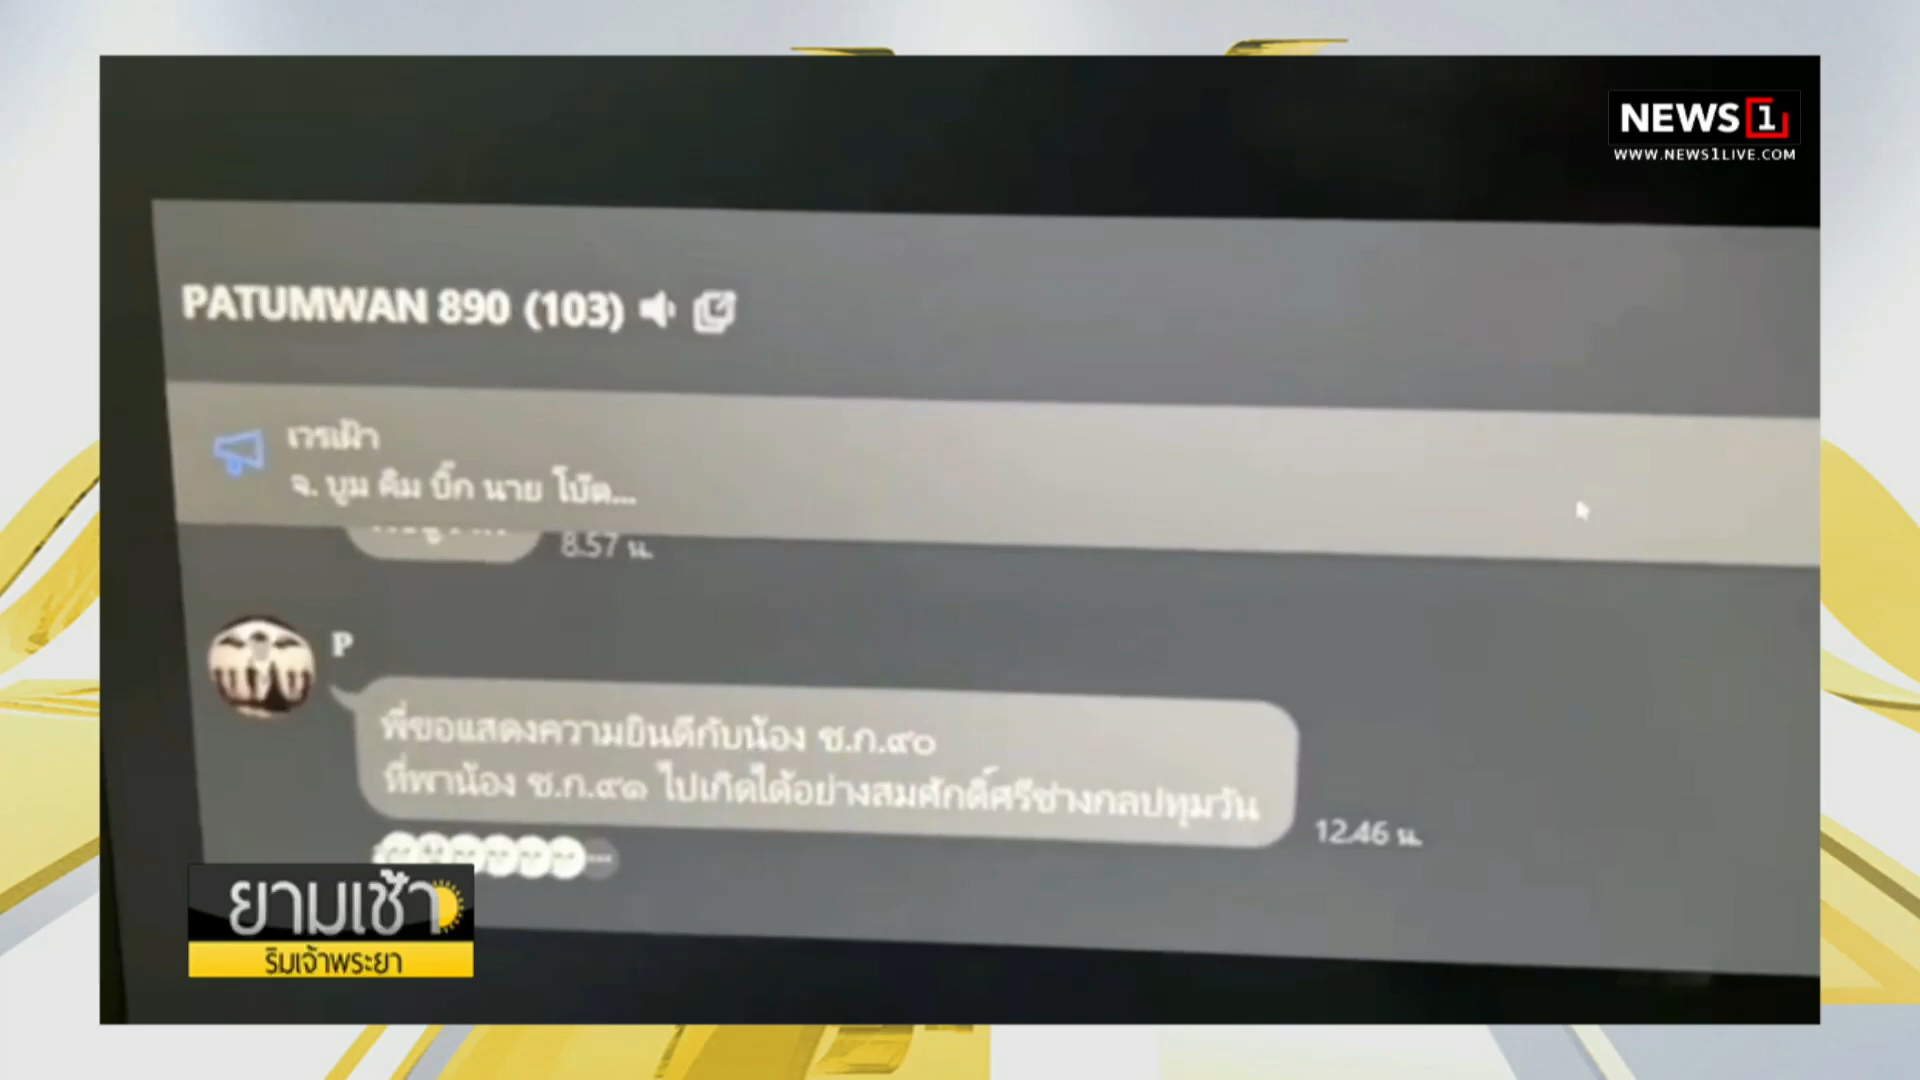 NEWS 1
WWW.NEWS1LIVE.COM
PATUMWAN 890 (103)
เวรเฝ้า
จ. บูม คิม บิ๊ก นาย โบ๊ต...
8.57 น.
P
พี่ขอแสดงความยินดีกับน้อง ช.ก.๙๐
ที่พาน้อง ช.ก.๙๑ ไปเกิดได้อย่างสมศักดิ์ศรีช่างกลปทุมวัน
12.46 น.
ยามเช้า
ริมเจ้าพระยา